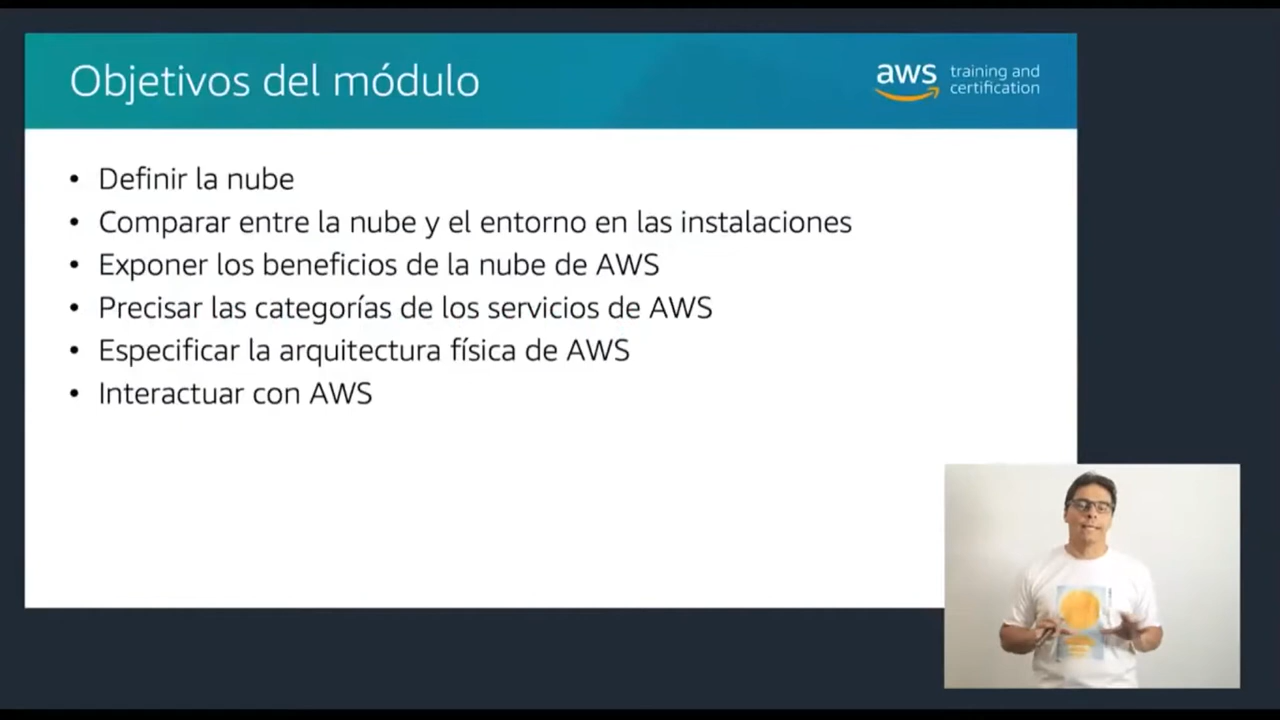 Objetivos del módulo
aws training and
certification
• Definir la nube
• Comparar entre la nube y el entorno en las instalaciones
• Exponer los beneficios de la nube de AWS
• Precisar las categorías de los servicios de AWS
• Especificar la arquitectura física de AWS
• Interactuar con AWS